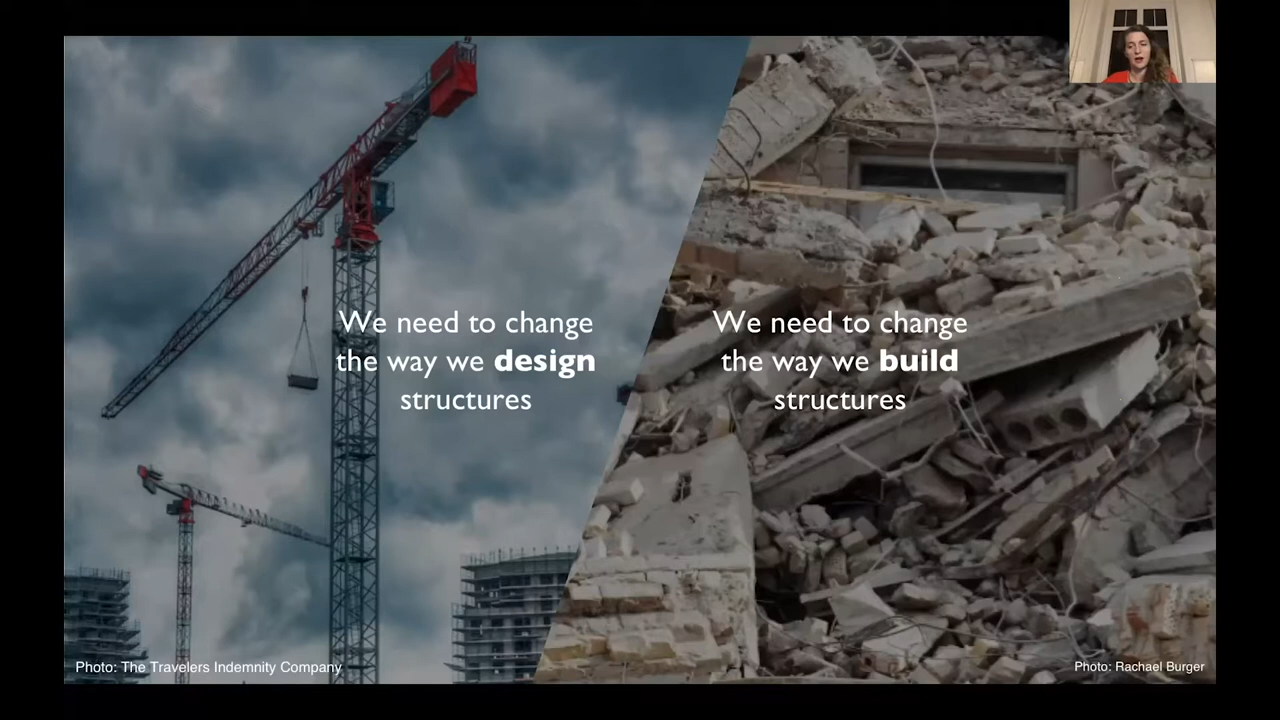 We need to change
the way we design
structures
We need to change
the way we build
structures
Photo: The Travelers Indemnity Company
Photo: Rachael Burger